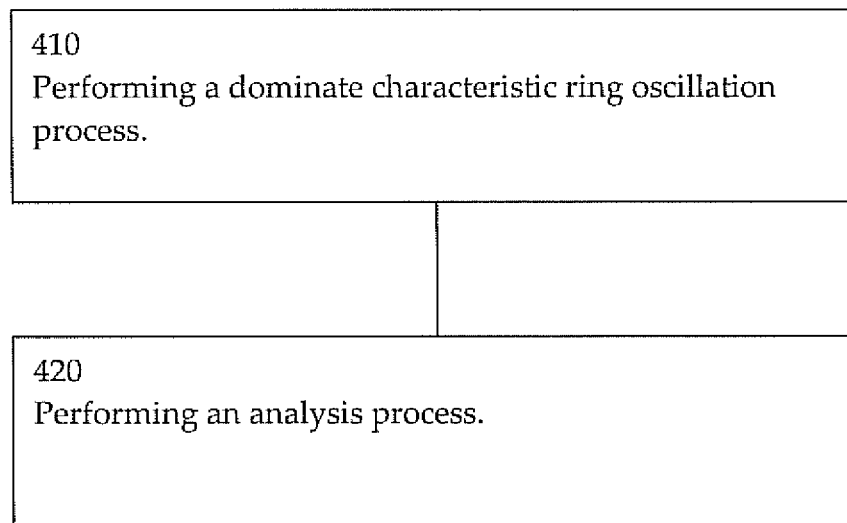 410
Performing a dominate characteristic ring oscillation
process.
420
Performing an analysis process.